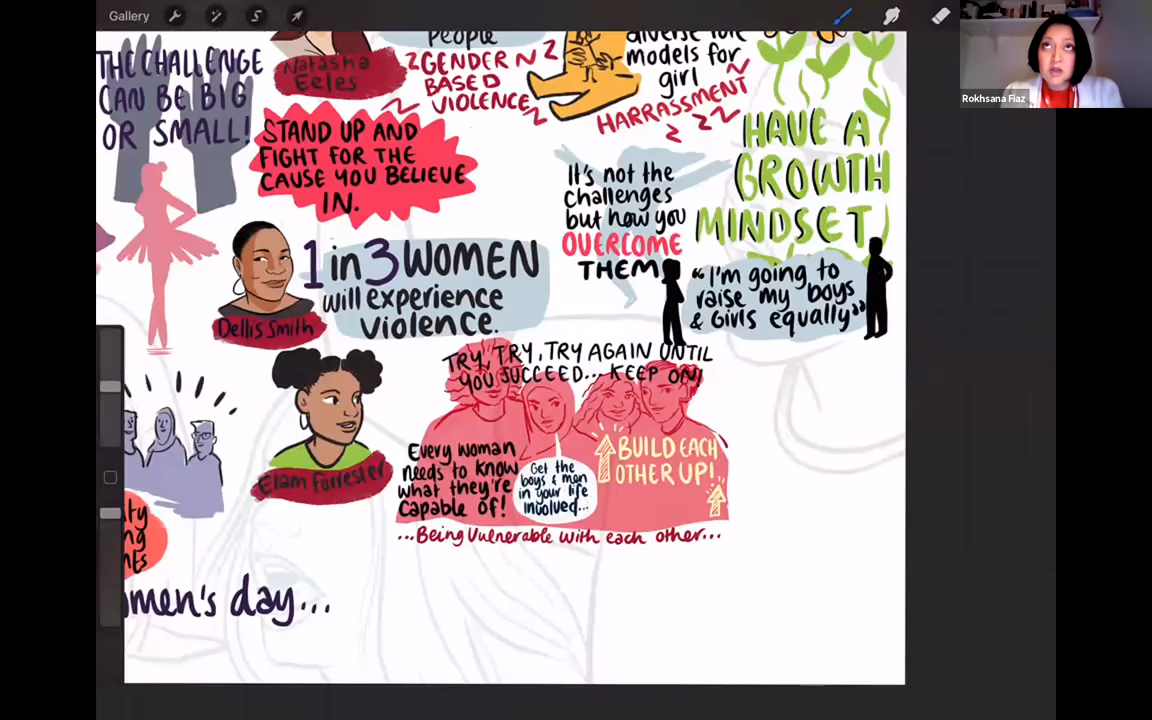 Gallery
Rokhsana Fiaz
THE CHALLENGE
CAN BE BIG
OR SMALL!
Natasha
Eeles
people
GENDER
BASED
VIOLENCE
diverse role
models for
girl
HARRASSMENT
HAVE A
GROWTH
MINDSET
STAND UP AND
FIGHT FOR THE
CAUSE YOU BELIEVE
IN.
It's not the
challenges
but how you
OVERCOME
THEM
1 in 3 WOMEN
will experience
violence.
Dellis Smith
"I'm going to
raise my boys
& Girls equally"
TRY, TRY, TRY AGAIN UNTIL
YOU SUCCEED... KEEP ON!
Elam Forrester
Every woman
needs to know
what they're
capable of!
Get the
boys & men
in your life
involved...
BUILD EACH
OTHER UP!
...Being Vulnerable with each other...
men's day...